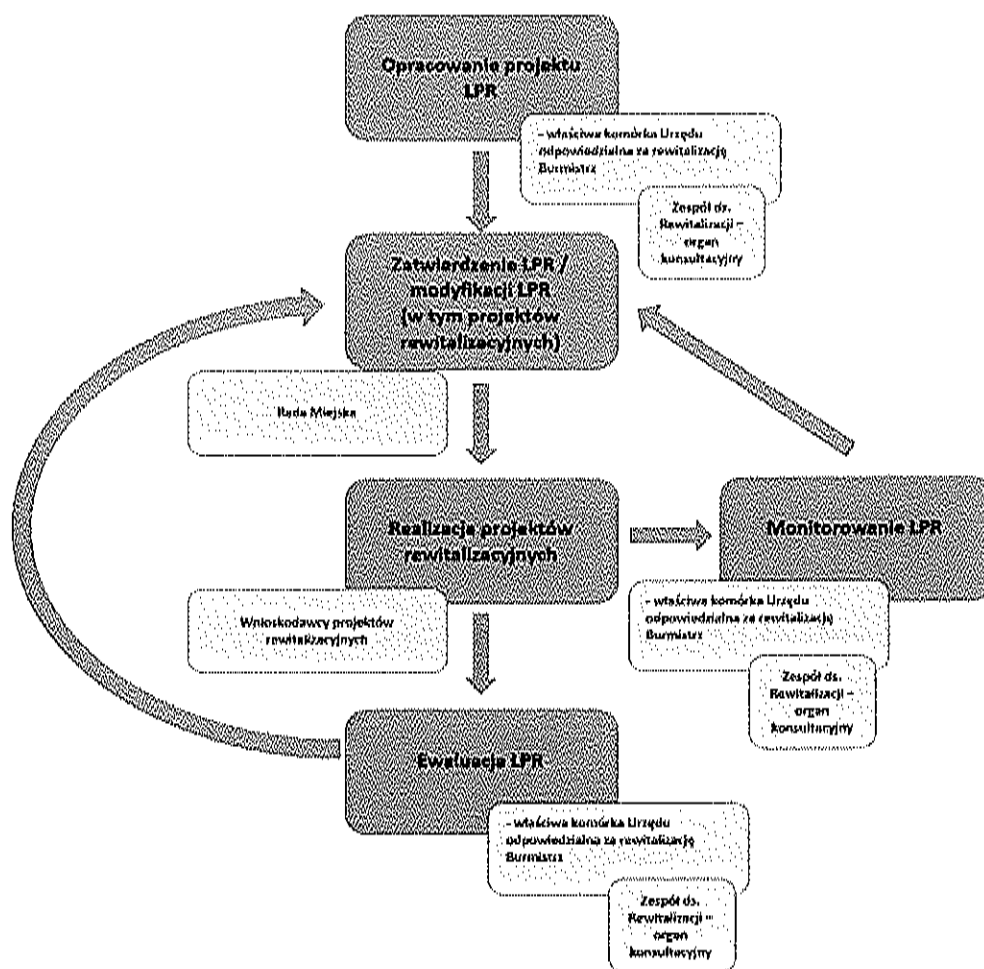 Opracowanie projektu
LPR
- właściwa komórka Urzędu
odpowiedzialna za rewitalizację
Burmistrz
Zespół ds.
Rewitalizacji –
organ
konsultacyjny
Zatwierdzenie LPR /
modyfikacji LPR
(w tym projektów
rewitalizacyjnych)
Rada Miejska
Realizacja projektów
rewitalizacyjnych
Wnioskodawcy projektów
rewitalizacyjnych
Monitorowanie LPR
- właściwa komórka Urzędu
odpowiedzialna za rewitalizację
Burmistrz
Zespół ds.
Rewitalizacji –
organ
konsultacyjny
Ewaluacja LPR
- właściwa komórka Urzędu
odpowiedzialna za rewitalizację
Burmistrz
Zespół ds.
Rewitalizacji –
organ
konsultacyjny